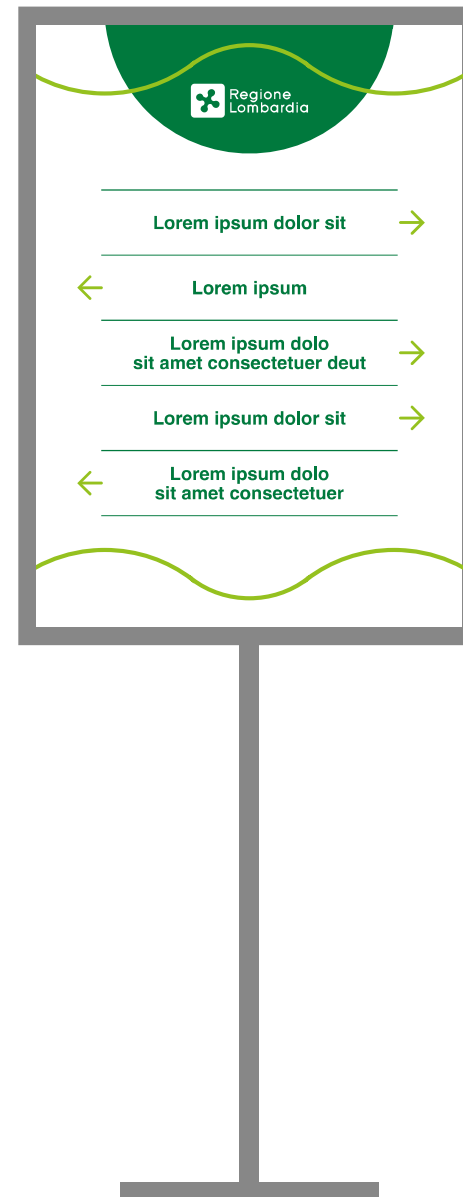 Regione
Lombardia
Lorem ipsum dolor sit
Lorem ipsum
Lorem ipsum dolo
sit amet consectetuer deut
Lorem ipsum dolor sit
Lorem ipsum dolo
sit amet consectetuer